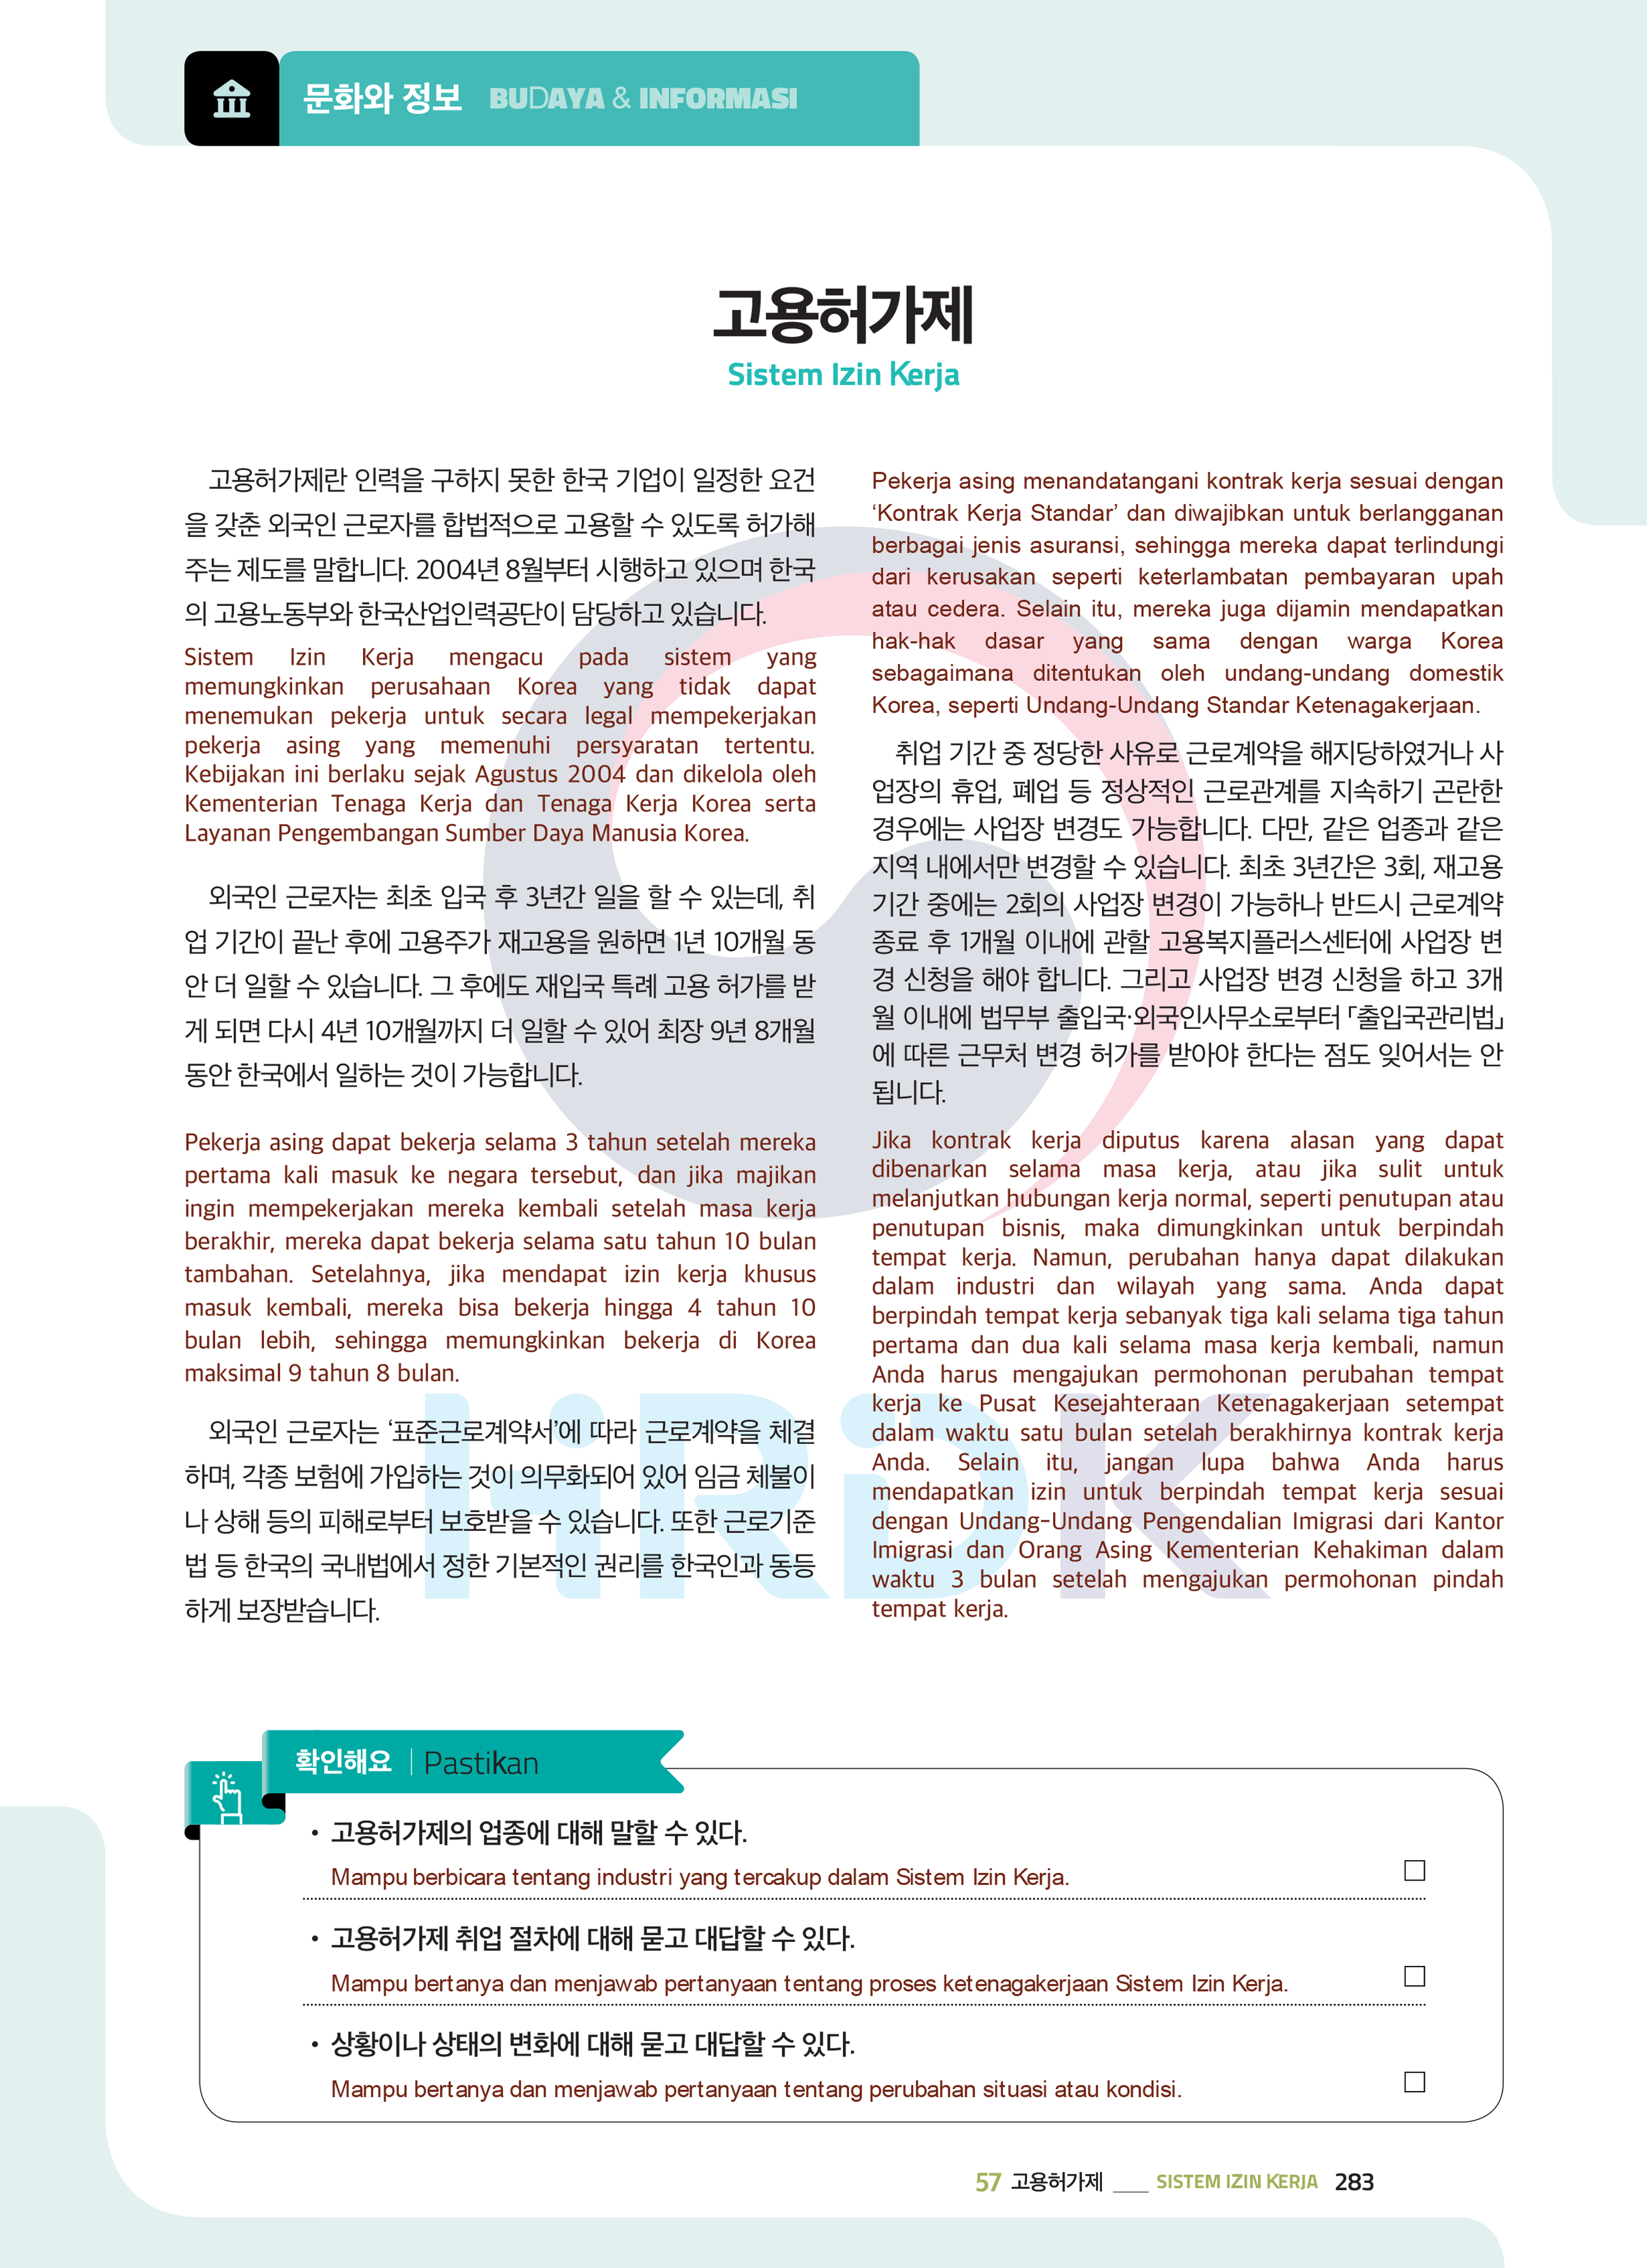 문화와 정보 BUDAYA & INFORMASI
고용허가제
Sistem Izin Kerja
고용허가제란 인력을 구하지 못한 한국 기업이 일정한 요건
을 갖춘 외국인 근로자를 합법적으로 고용할 수 있도록 허가해
주는 제도를 말합니다. 2004년 8월부터 시행하고 있으며 한국
의 고용노동부와 한국산업인력공단이 담당하고 있습니다.
Sistem Izin Kerja mengacu pada sistem yang
memungkinkan perusahaan Korea yang tidak dapat
menemukan pekerja untuk secara legal mempekerjakan
pekerja asing yang memenuhi persyaratan tertentu.
Kebijakan ini berlaku sejak Agustus 2004 dan dikelola oleh
Kementerian Tenaga Kerja dan Tenaga Kerja Korea serta
Layanan Pengembangan Sumber Daya Manusia Korea.
외국인 근로자는 최초 입국 후 3년간 일을 할 수 있는데, 취
업 기간이 끝난 후에 고용주가 재고용을 원하면 1년 10개월 동
안 더 일할 수 있습니다. 그 후에도 재입국 특례 고용 허가를 받
게 되면 다시 4년 10개월까지 더 일할 수 있어 최장 9년 8개월
동안 한국에서 일하는 것이 가능합니다.
Pekerja asing dapat bekerja selama 3 tahun setelah mereka
pertama kali masuk ke negara tersebut, dan jika majikan
ingin mempekerjakan mereka kembali setelah masa kerja
berakhir, mereka dapat bekerja selama satu tahun 10 bulan
tambahan. Setelahnya, jika mendapat izin kerja khusus
masuk kembali, mereka bisa bekerja hingga 4 tahun 10
bulan lebih, sehingga memungkinkan bekerja di Korea
maksimal 9 tahun 8 bulan.
외국인 근로자는 ‘표준근로계약서’에 따라 근로계약을 체결
하며, 각종 보험에 가입하는 것이 의무화되어 있어 임금 체불이
나 상해 등의 피해로부터 보호받을 수 있습니다. 또한 근로기준
법 등 한국의 국내법에서 정한 기본적인 권리를 한국인과 동등
하게 보장받습니다.
Pekerja asing menandatangani kontrak kerja sesuai dengan
‘Kontrak Kerja Standar’ dan diwajibkan untuk berlangganan
berbagai jenis asuransi, sehingga mereka dapat terlindungi
dari kerusakan seperti keterlambatan pembayaran upah
atau cedera. Selain itu, mereka juga dijamin mendapatkan
hak-hak dasar yang sama dengan warga Korea
sebagaimana ditentukan oleh undang-undang domestik
Korea, seperti Undang-Undang Standar Ketenagakerjaan.
취업 기간 중 정당한 사유로 근로계약을 해지당하였거나 사
업장의 휴업, 폐업 등 정상적인 근로관계를 지속하기 곤란한
경우에는 사업장 변경도 가능합니다. 다만, 같은 업종과 같은
지역 내에서만 변경할 수 있습니다. 최초 3년간은 3회, 재고용
기간 중에는 2회의 사업장 변경이 가능하나 반드시 근로계약
종료 후 1개월 이내에 관할 고용복지플러스센터에 사업장 변
경 신청을 해야 합니다. 그리고 사업장 변경 신청을 하고 3개
월 이내에 법무부 출입국·외국인사무소로부터 「출입국관리법」
에 따른 근무처 변경 허가를 받아야 한다는 점도 잊어서는 안
됩니다.
Jika kontrak kerja diputus karena alasan yang dapat
dibenarkan selama masa kerja, atau jika sulit untuk
melanjutkan hubungan kerja normal, seperti penutupan atau
penutupan bisnis, maka dimungkinkan untuk berpindah
tempat kerja. Namun, perubahan hanya dapat dilakukan
dalam industri dan wilayah yang sama. Anda dapat
berpindah tempat kerja sebanyak tiga kali selama tiga tahun
pertama dan dua kali selama masa kerja kembali, namun
Anda harus mengajukan permohonan perubahan tempat
kerja ke Pusat Kesejahteraan Ketenagakerjaan setempat
dalam waktu satu bulan setelah berakhirnya kontrak kerja
Anda. Selain itu, jangan lupa bahwa Anda harus
mendapatkan izin untuk berpindah tempat kerja sesuai
dengan Undang-Undang Pengendalian Imigrasi dari Kantor
Imigrasi dan Orang Asing Kementerian Kehakiman dalam
waktu 3 bulan setelah mengajukan permohonan pindah
tempat kerja.
HRDK
확인해요 | Pastikan
• 고용허가제의 업종에 대해 말할 수 있다.
Mampu berbicara tentang industri yang tercakup dalam Sistem Izin Kerja. □
• 고용허가제 취업 절차에 대해 묻고 대답할 수 있다.
Mampu bertanya dan menjawab pertanyaan tentang proses ketenagakerjaan Sistem Izin Kerja. □
• 상황이나 상태의 변화에 대해 묻고 대답할 수 있다.
Mampu bertanya dan menjawab pertanyaan tentang perubahan situasi atau kondisi. □
57 고용허가제 ___ SISTEM IZIN KERJA 283